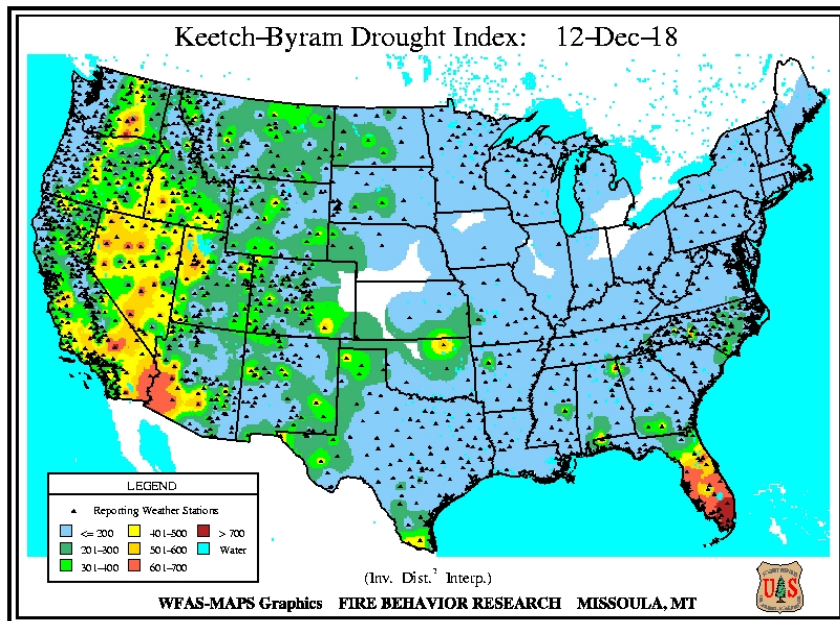 Keetch-Byram Drought Index: 12-Dec-18
LEGEND
Reporting Weather Stations
<= 200
201-300
301-400
401-500
501-600
601-700
> 700
Water
(Inv. Dist.² Interp.)
WFAS-MAPS Graphics FIRE BEHAVIOR RESEARCH MISSOULA, MT
U S